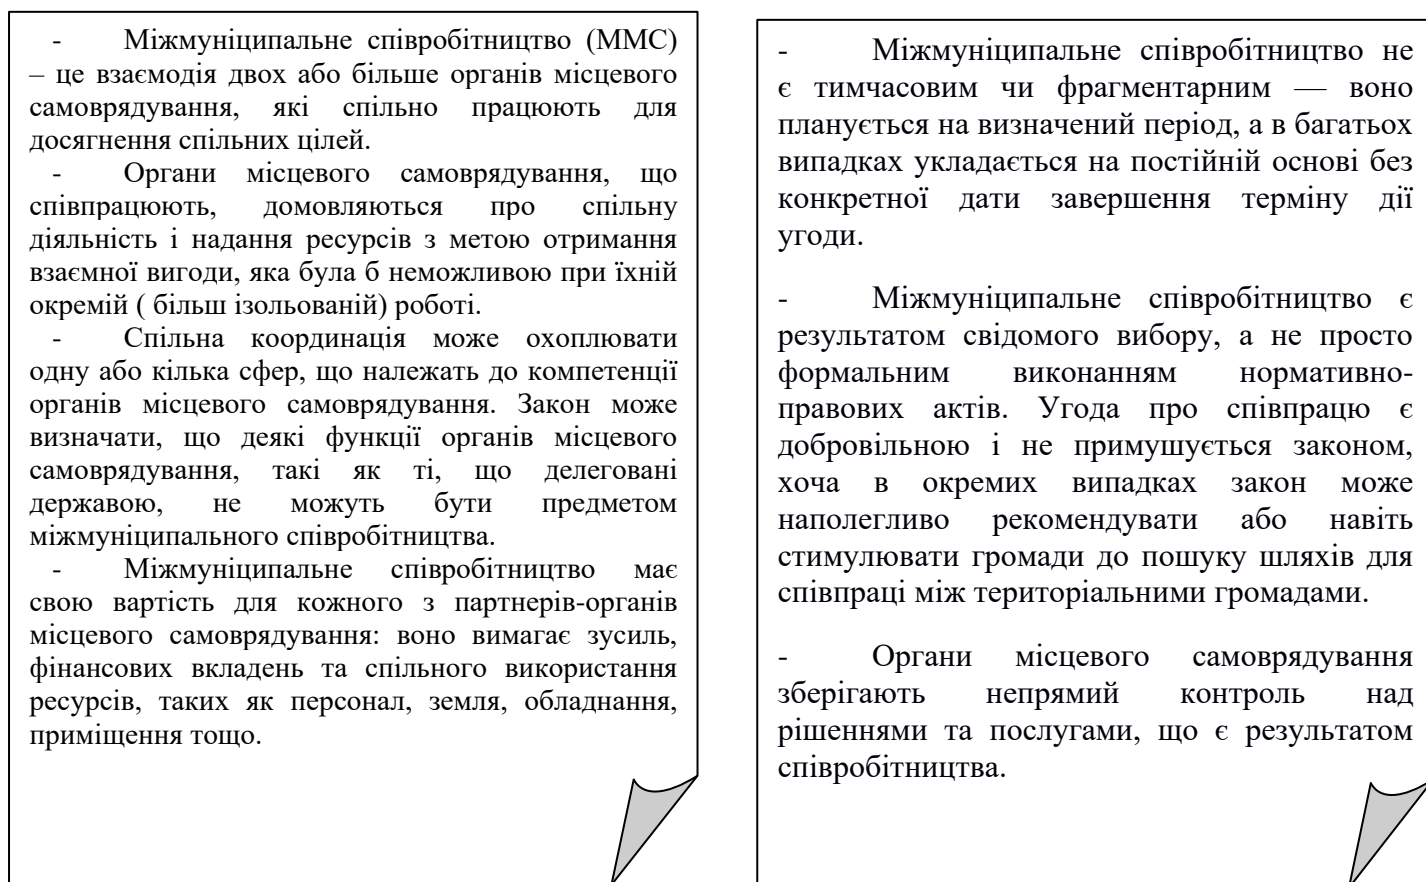 - Міжмуніципальне співробітництво (ММС)
– це взаємодія двох або більше органів місцевого
самоврядування, які спільно працюють для
досягнення спільних цілей.
- Органи місцевого самоврядування, що
співпрацюють, домовляються про спільну
діяльність і надання ресурсів з метою отримання
взаємної вигоди, яка була б неможливою при їхній
окремій ( більш ізольованій) роботі.
- Спільна координація може охоплювати
одну або кілька сфер, що належать до компетенції
органів місцевого самоврядування. Закон може
визначати, що деякі функції органів місцевого
самоврядування, такі як ті, що делеговані
державою, не можуть бути предметом
міжмуніципального співробітництва.
- Міжмуніципальне співробітництво має
свою вартість для кожного з партнерів-органів
місцевого самоврядування: воно вимагає зусиль,
фінансових вкладень та спільного використання
ресурсів, таких як персонал, земля, обладнання,
приміщення тощо.
- Міжмуніципальне співробітництво не
є тимчасовим чи фрагментарним — воно
планується на визначений період, а в багатьох
випадках укладається на постійній основі без
конкретної дати завершення терміну дії
угоди.
- Міжмуніципальне співробітництво є
результатом свідомого вибору, а не просто
формальним виконанням нормативно-
правових актів. Угода про співпрацю є
добровільною і не примушується законом,
хоча в окремих випадках закон може
наполегливо рекомендувати або навіть
стимулювати громади до пошуку шляхів для
співпраці між територіальними громадами.
- Органи місцевого самоврядування
зберігають непрямий контроль над
рішеннями та послугами, що є результатом
співробітництва.